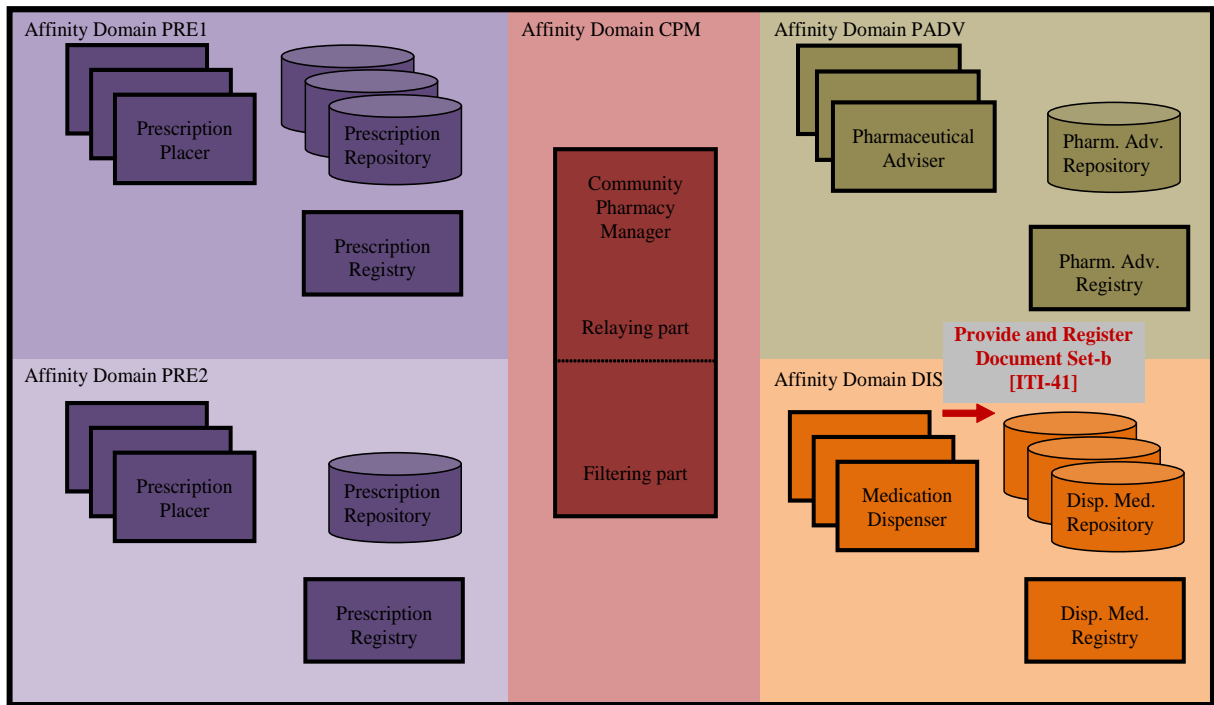 Affinity Domain PRE1
Prescription
Placer
Prescription
Repository
Prescription
Registry
Affinity Domain CPM
Community
Pharmacy
Manager
Relaying part
Filtering part
Affinity Domain PADV
Pharmaceutical
Adviser
Pharm. Adv.
Repository
Pharm. Adv.
Registry
Affinity Domain PRE2
Prescription
Placer
Prescription
Repository
Prescription
Registry
Provide and Register
Document Set-b
[ITI-41]
Affinity Domain DIS
Medication
Dispenser
Disp. Med.
Repository
Disp. Med.
Registry